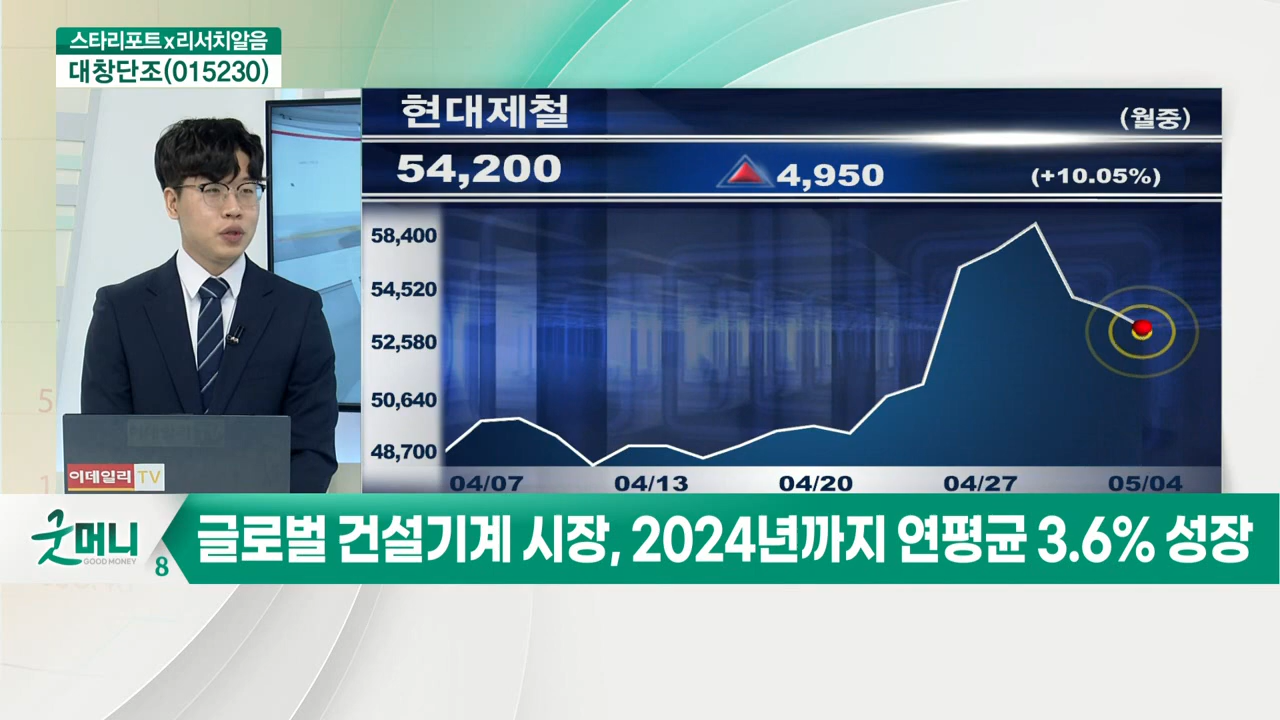 스타리포트x리서치알음
대창단조(015230)
현대제철
(월중)
54,200
4,950
(+10.05%)
58,400
54,520
52,580
50,640
48,700
04/07
04/13
04/20
04/27
05/04
이데일리TV
굿머니
GOOD MONEY
8
글로벌 건설기계 시장, 2024년까지 연평균 3.6% 성장